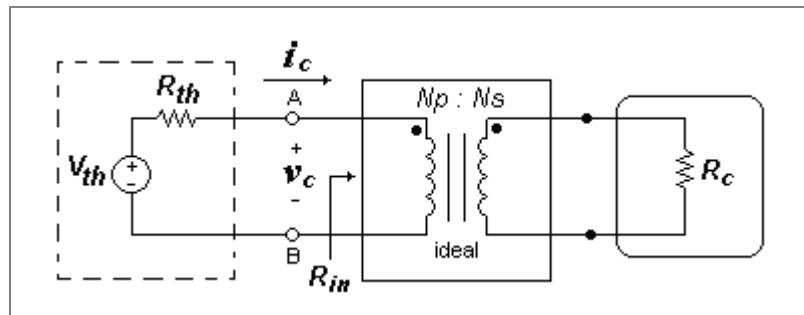 i_c
R_th
A
Np : Ns
+
+
-
V_th
v_c
-
R_c
B
ideal
R_in